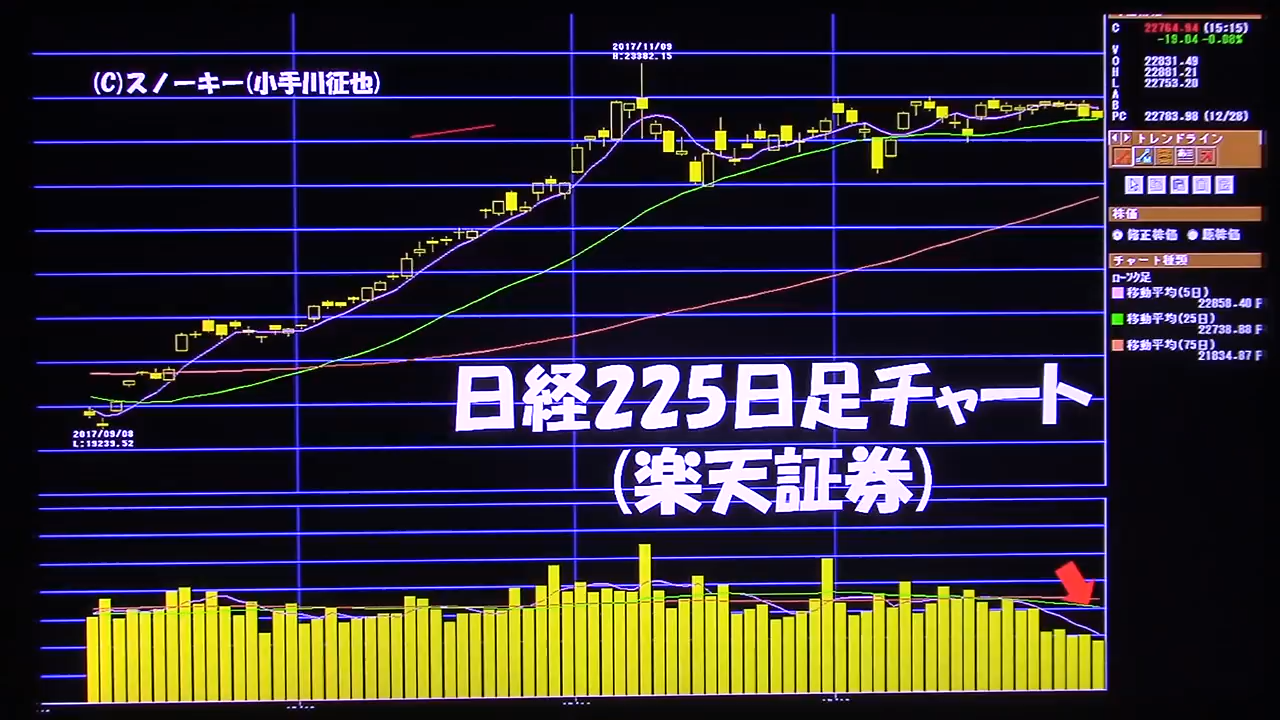 2017/11/09
H:23382.15
(C)スノーキー(小手川征也)
2017/09/08
L:19239.52
日経225日足チャート
(楽天証券)
C 22764.94 (15:15)
-19.04 -0.08%
V
O 22831.49
H 22881.21
L 22753.20
A
B
PC 22783.98 (12/28)
トレンドライン
株価
修正株価 原株価
チャート種類
ローソク足
移動平均(5日)
22858.40 F
移動平均(25日)
22738.88 F
移動平均(75日)
21834.87 F